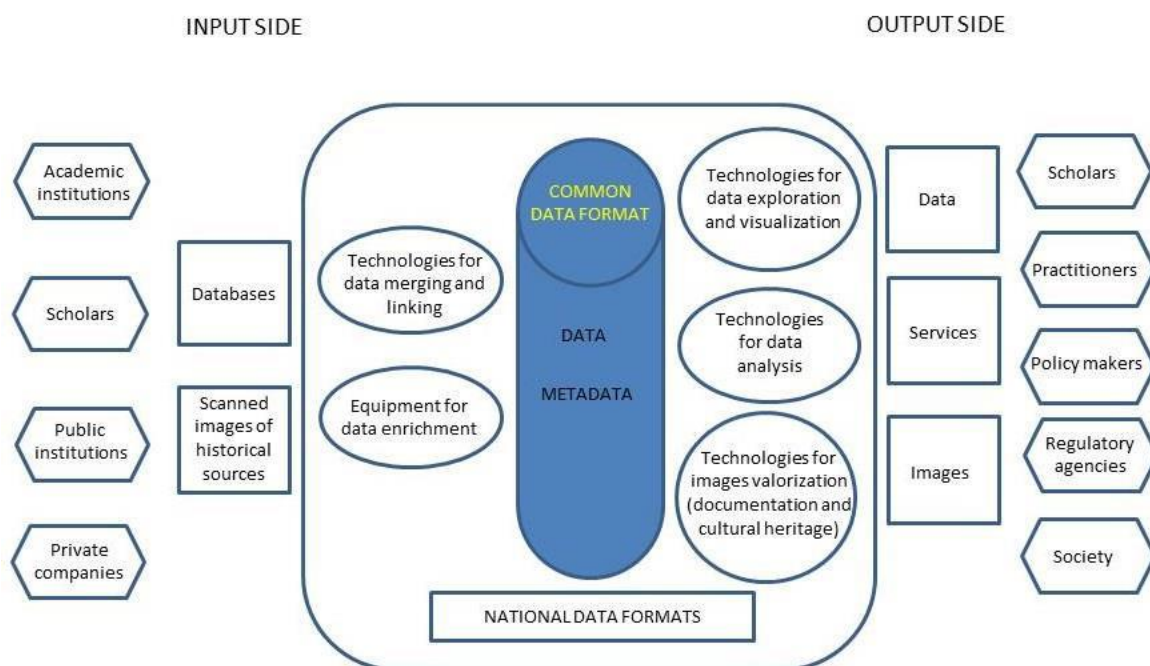 INPUT SIDE
OUTPUT SIDE
Academic
institutions
Scholars
Public
institutions
Private
companies
Databases
Scanned
images of
historical
sources
Technologies for
data merging and
linking
Equipment for
data enrichment
COMMON
DATA FORMAT
DATA
METADATA
Technologies for
data exploration
and visualization
Technologies
for data
analysis
Technologies for
images valorization
(documentation and
cultural heritage)
NATIONAL DATA FORMATS
Data
Services
Images
Scholars
Practitioners
Policy makers
Regulatory
agencies
Society